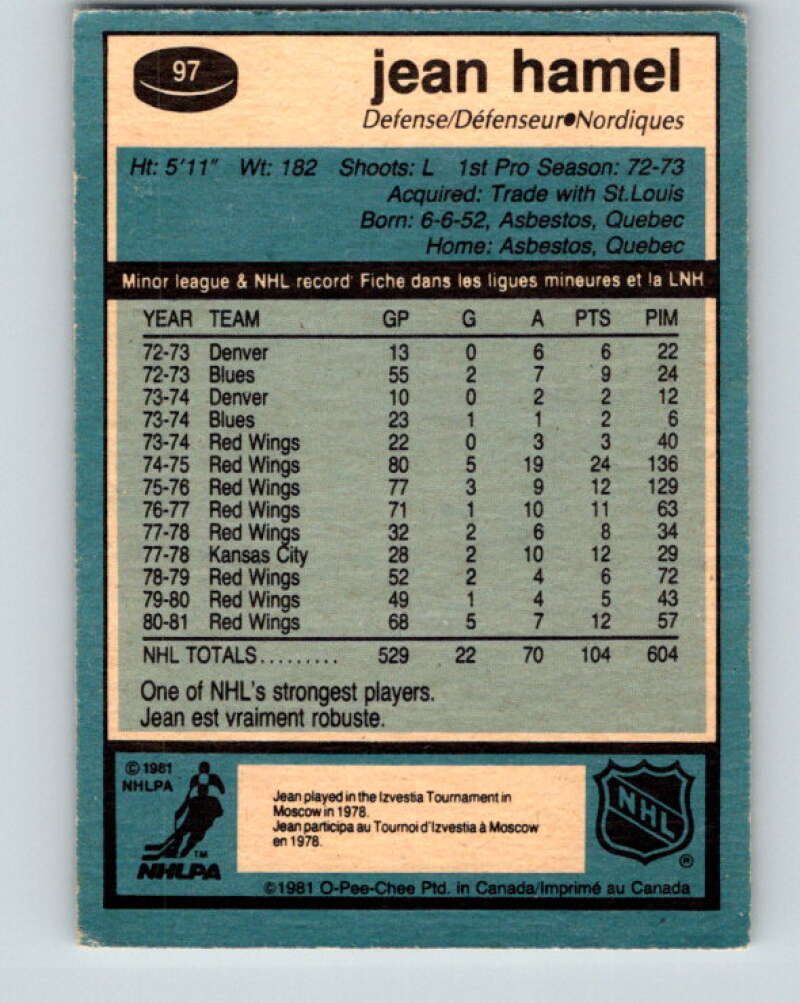 97
jean hamel
Defense/Défenseur●Nordiques
Ht: 5'11" Wt: 182 Shoots: L 1st Pro Season: 72-73
Acquired: Trade with St.Louis
Born: 6-6-52, Asbestos, Quebec
Home: Asbestos, Quebec
Minor league & NHL record Fiche dans les ligues mineures et la LNH
YEAR TEAM GP G A PTS PIM
72-73 Denver 13 0 6 6 22
72-73 Blues 55 2 7 9 24
73-74 Denver 10 0 2 2 12
73-74 Blues 23 1 1 2 6
73-74 Red Wings 22 0 3 3 40
74-75 Red Wings 80 5 19 24 136
75-76 Red Wings 77 3 9 12 129
76-77 Red Wings 71 1 10 11 63
77-78 Red Wings 32 2 6 8 34
77-78 Kansas City 28 2 10 12 29
78-79 Red Wings 52 2 4 6 72
79-80 Red Wings 49 1 4 5 43
80-81 Red Wings 68 5 7 12 57
NHL TOTALS......... 529 22 70 104 604
One of NHL's strongest players.
Jean est vraiment robuste.
©1981
NHLPA
TM
NHLPA
Jean played in the Izvestia Tournament in
Moscow in 1978.
Jean participa au Tournoi d'Izvestia à Moscow
en 1978.
NHL
®
©1981 O-Pee-Chee Ptd. in Canada/Imprimé au Canada